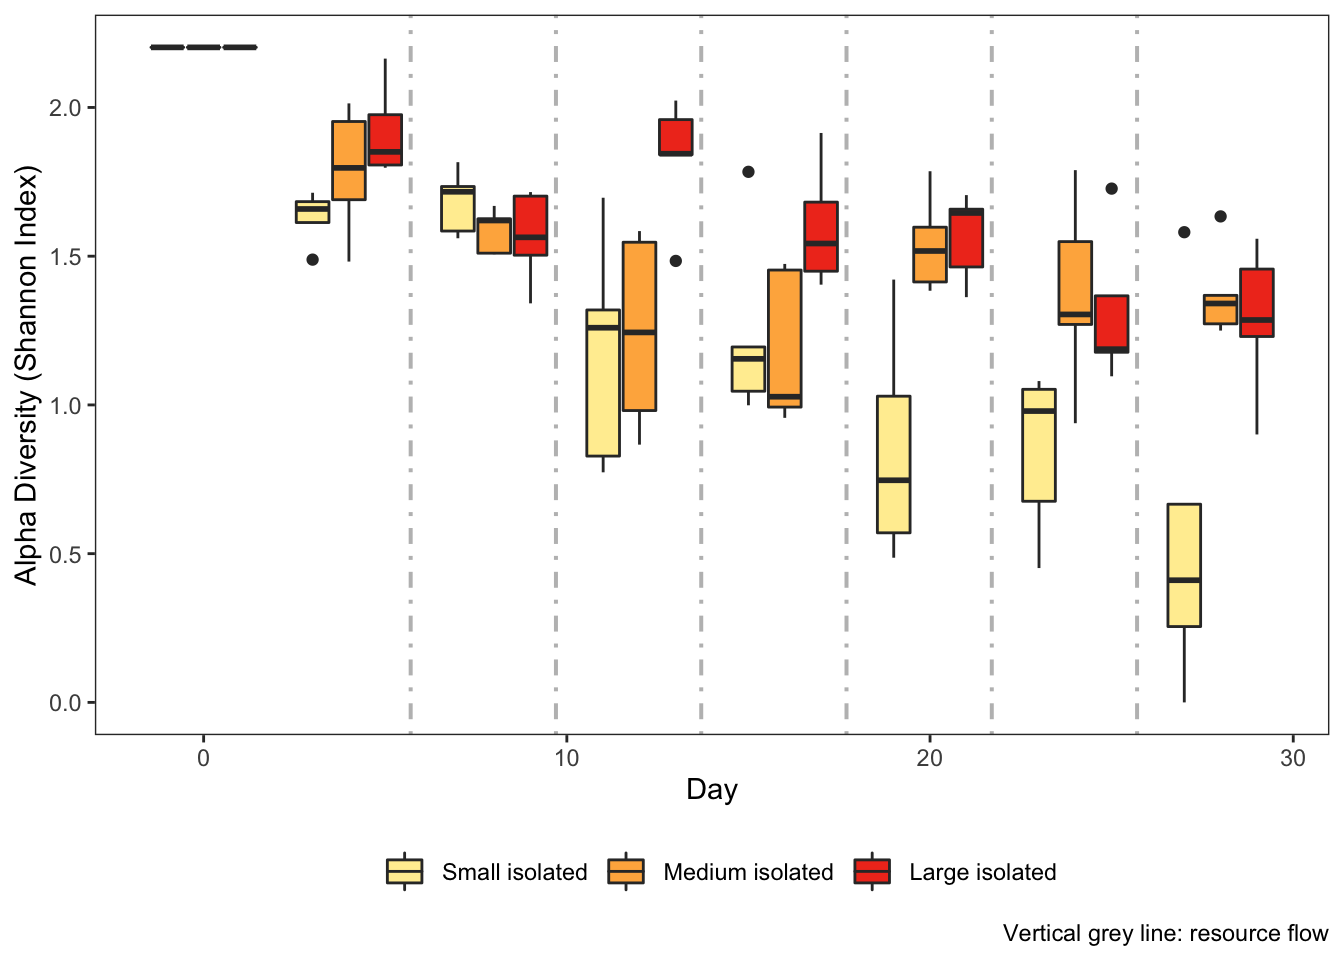 Alpha Diversity (Shannon Index)
2.0
1.5
1.0
0.5
0.0
0 10 20 30
Day
Small isolated Medium isolated Large isolated
Vertical grey line: resource flow